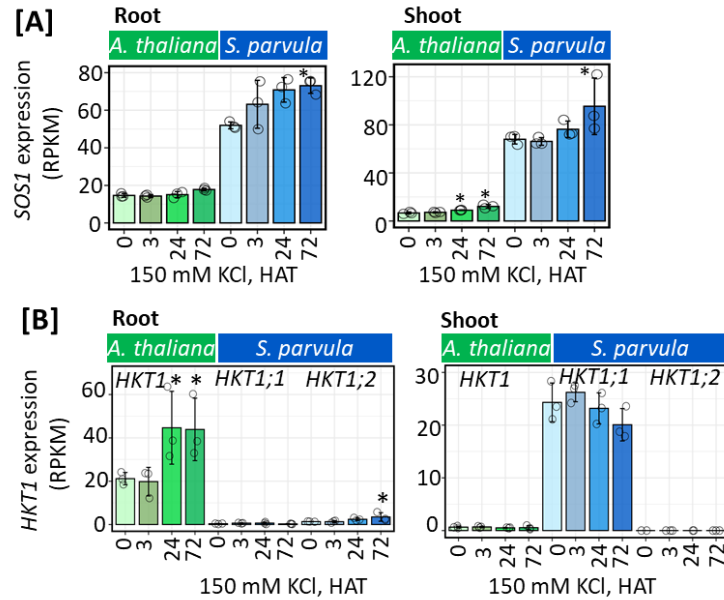 [A]
Root
A. thaliana S. parvula
SOS1 expression
(RPKM)
80
60
40
20
0
*
0 3 24 72 0 3 24 72
150 mM KCl, HAT
Shoot
A. thaliana S. parvula
120
80
40
0
* * *
0 3 24 72 0 3 24 72
150 mM KCl, HAT
[B]
Root
A. thaliana S. parvula
HKT1 expression
(RPKM)
HKT1 HKT1;1 HKT1;2
60
40
20
0
* * *
0 3 24 72 0 3 24 72 0 3 24 72
150 mM KCl, HAT
Shoot
A. thaliana S. parvula
HKT1 HKT1;1 HKT1;2
30
20
10
0
0 3 24 72 0 3 24 72 0 3 24 72
150 mM KCl, HAT